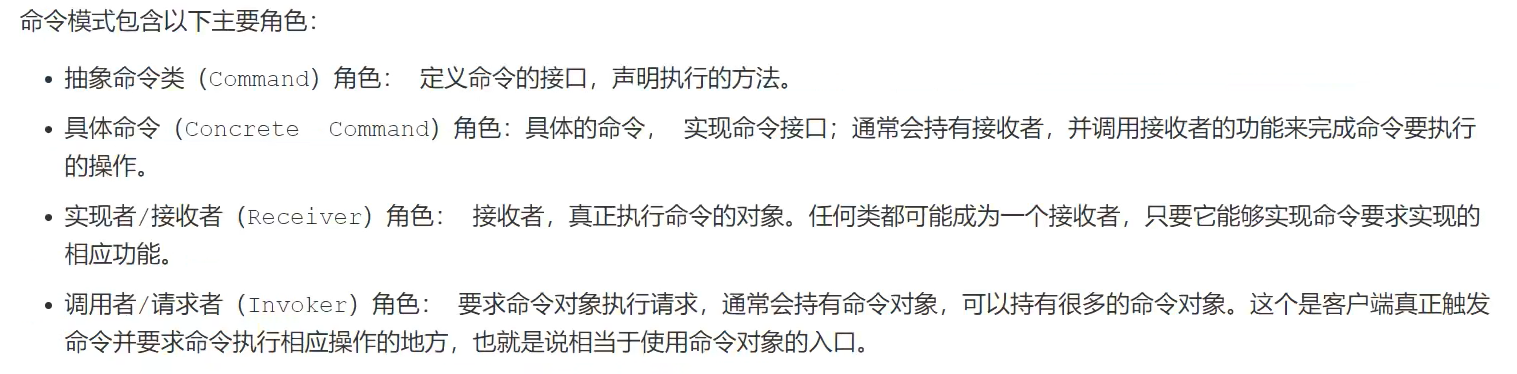 命令模式包含以下主要角色：
• 抽象命令类（Command）角色： 定义命令的接口，声明执行的方法。
• 具体命令（Concrete  Command）角色：具体的命令， 实现命令接口；通常会持有接收者，并调用接收者的功能来完成命令要执行
的操作。
• 实现者/接收者（Receiver）角色： 接收者，真正执行命令的对象。任何类都可能成为一个接收者，只要它能够实现命令要求实现的
相应功能。
• 调用者/请求者（Invoker）角色： 要求命令对象执行请求，通常会持有命令对象，可以持有很多的命令对象。这个是客户端真正触发
命令并要求命令执行相应操作的地方，也就是说相当于使用命令对象的入口。